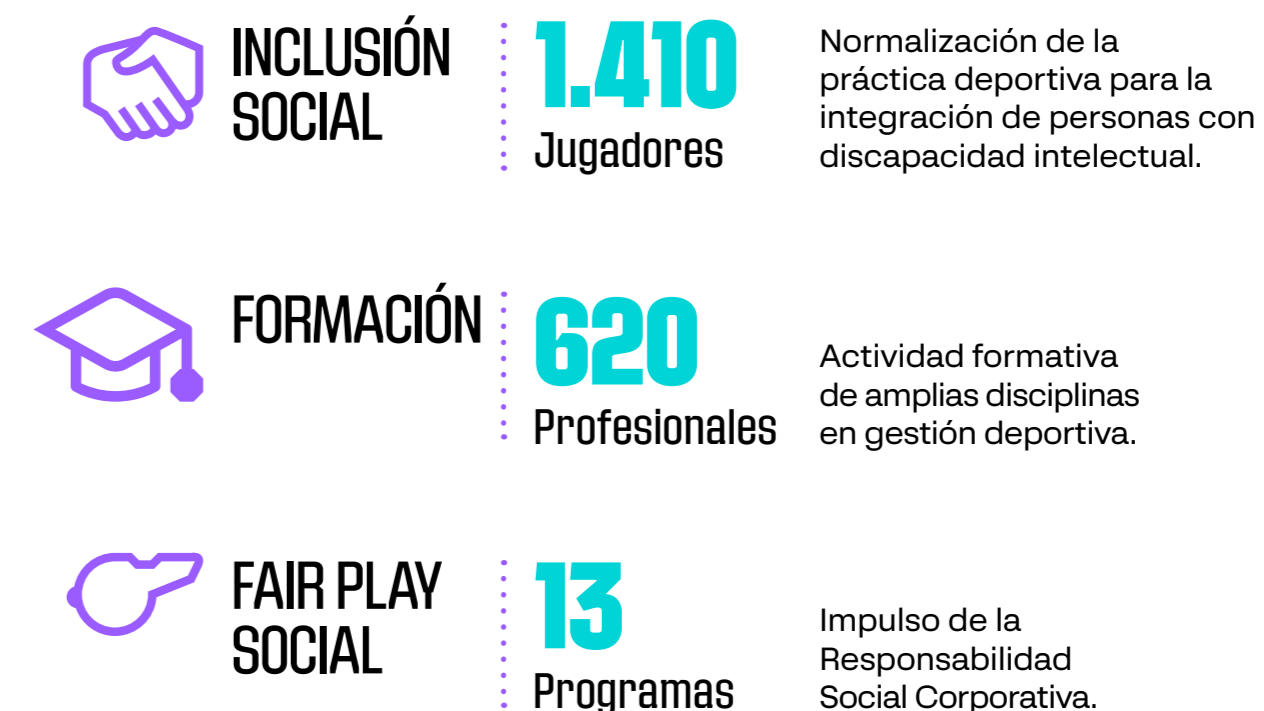 INCLUSIÓN
SOCIAL
1.410
Jugadores
Normalización de la
práctica deportiva para la
integración de personas con
discapacidad intelectual.
FORMACIÓN
620
Profesionales
Actividad formativa
de amplias disciplinas
en gestión deportiva.
FAIR PLAY
SOCIAL
13
Programas
Impulso de la
Responsabilidad
Social Corporativa.